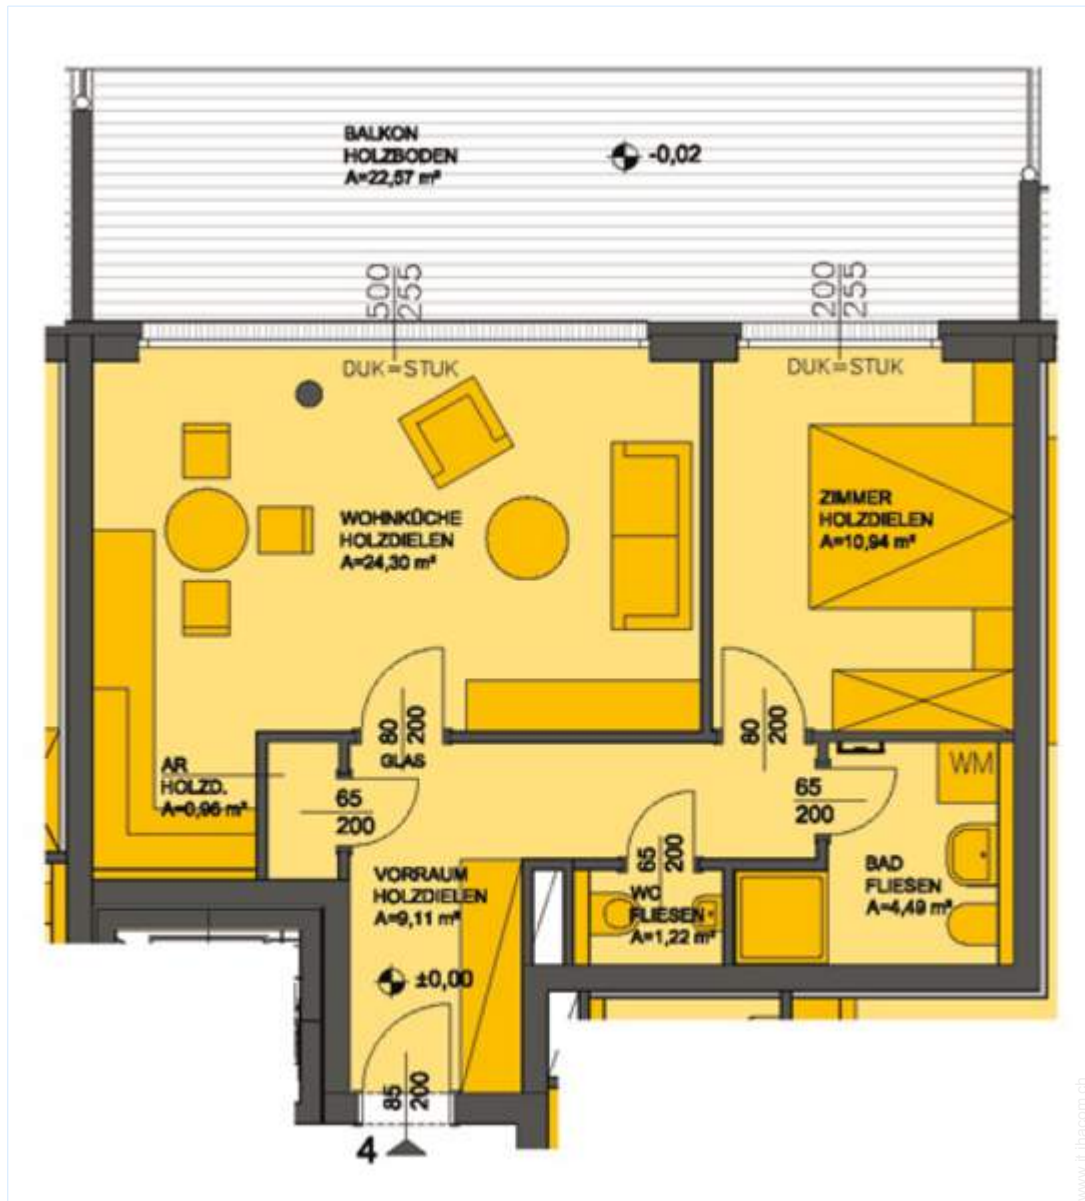 BALKON
HOLZBODEN
A=22,57 m²
-0,02
500
255
200
255
DUK=STUK
DUK=STUK
WOHNKÜCHE
HOLZDIELEN
A=24,30 m²
ZIMMER
HOLZDIELEN
A=10,94 m²
80
200
GLAS
80
200
AR
HOLZD.
A=0,96 m²
65
200
65
200
WM
65
200
VORRAUM
HOLZDIELEN
A=9,11 m²
WC
FLIESEN
A=1,22 m²
BAD
FLIESEN
A=4,49 m²
±0,00
85
200
4